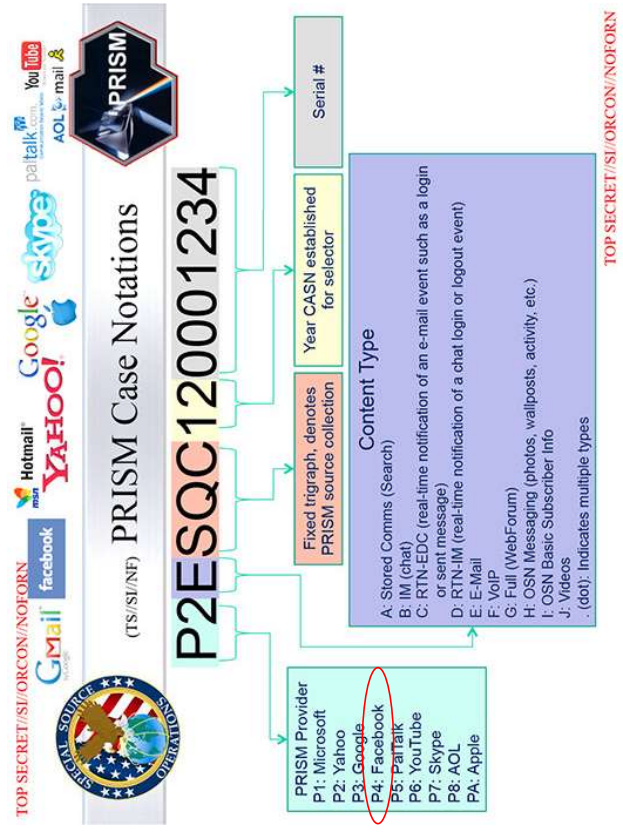 TOP SECRET//SI//ORCON//NOFORN
SPECIAL SOURCE OPERATIONS
Gmail
by Google
facebook
msn Hotmail
YAHOO!
Google
skype
paltalk.com
YouTube
AOL mail
(TS//SI//NF) PRISM Case Notations
PRISM
P2ESQC120001234
PRISM Provider
P1: Microsoft
P2: Yahoo
P3: Google
P4: Facebook
P5: PalTalk
P6: YouTube
P7: Skype
P8: AOL
PA: Apple
Fixed trigraph, denotes
PRISM source collection
Year CASN established
for selector
Serial #
Content Type
A: Stored Comms (Search)
B: IM (chat)
C: RTN-EDC (real-time notification of an e-mail event such as a login
or sent message)
D: RTN-IM (real-time notification of a chat login or logout event)
E: E-Mail
F: VoIP
G: Full (WebForum)
H: OSN Messaging (photos, wallposts, activity, etc.)
I: OSN Basic Subscriber Info
J: Videos
. (dot): Indicates multiple types
TOP SECRET//SI//ORCON//NOFORN